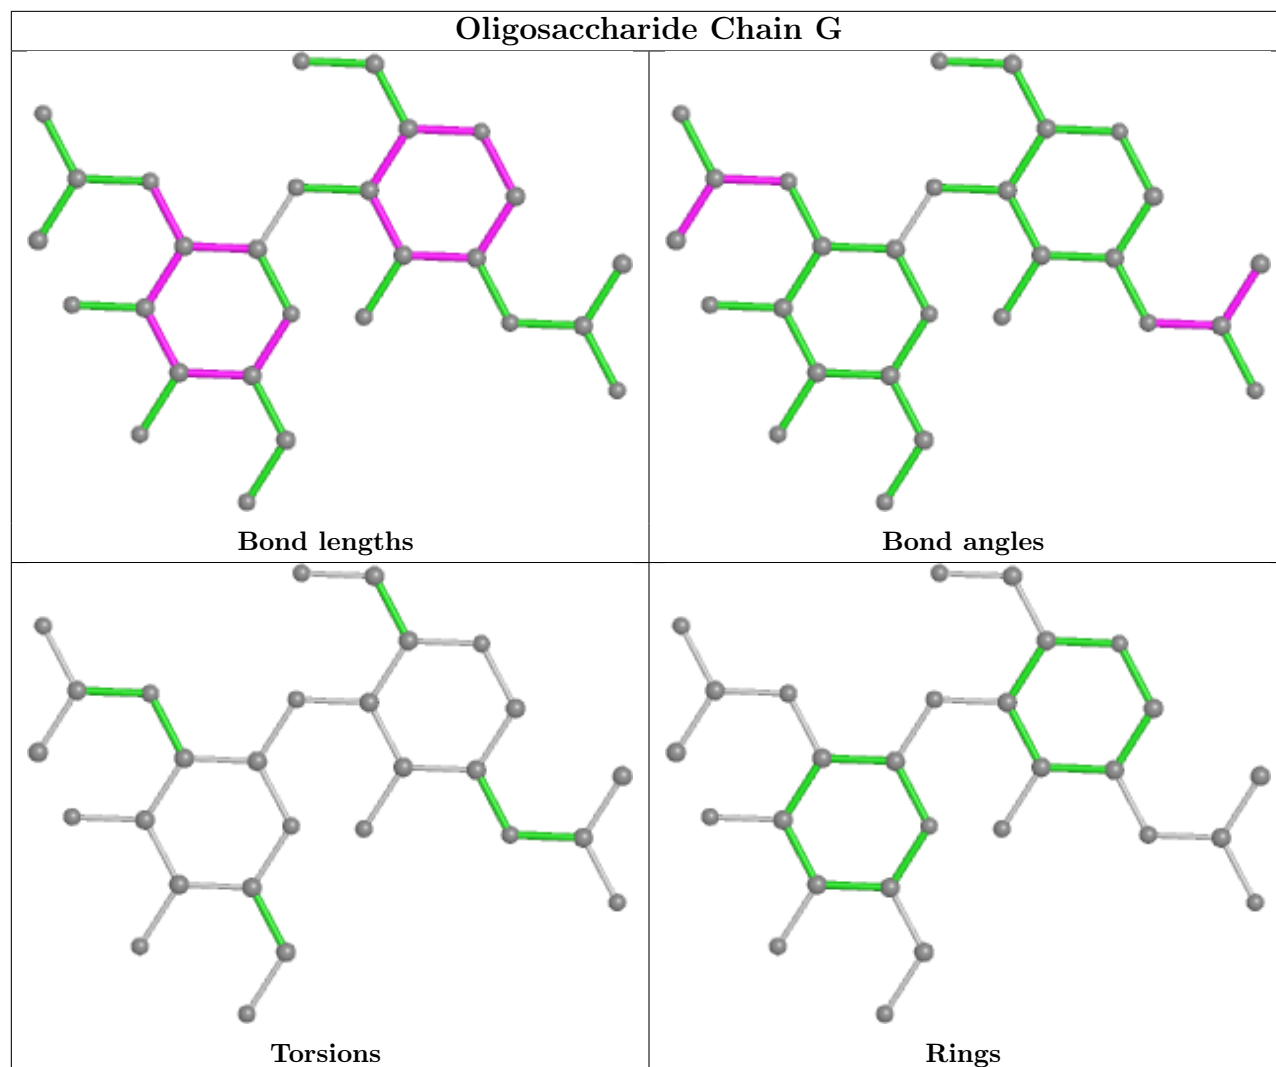 Oligosaccharide Chain G
Bond lengths
Bond angles
Torsions
Rings